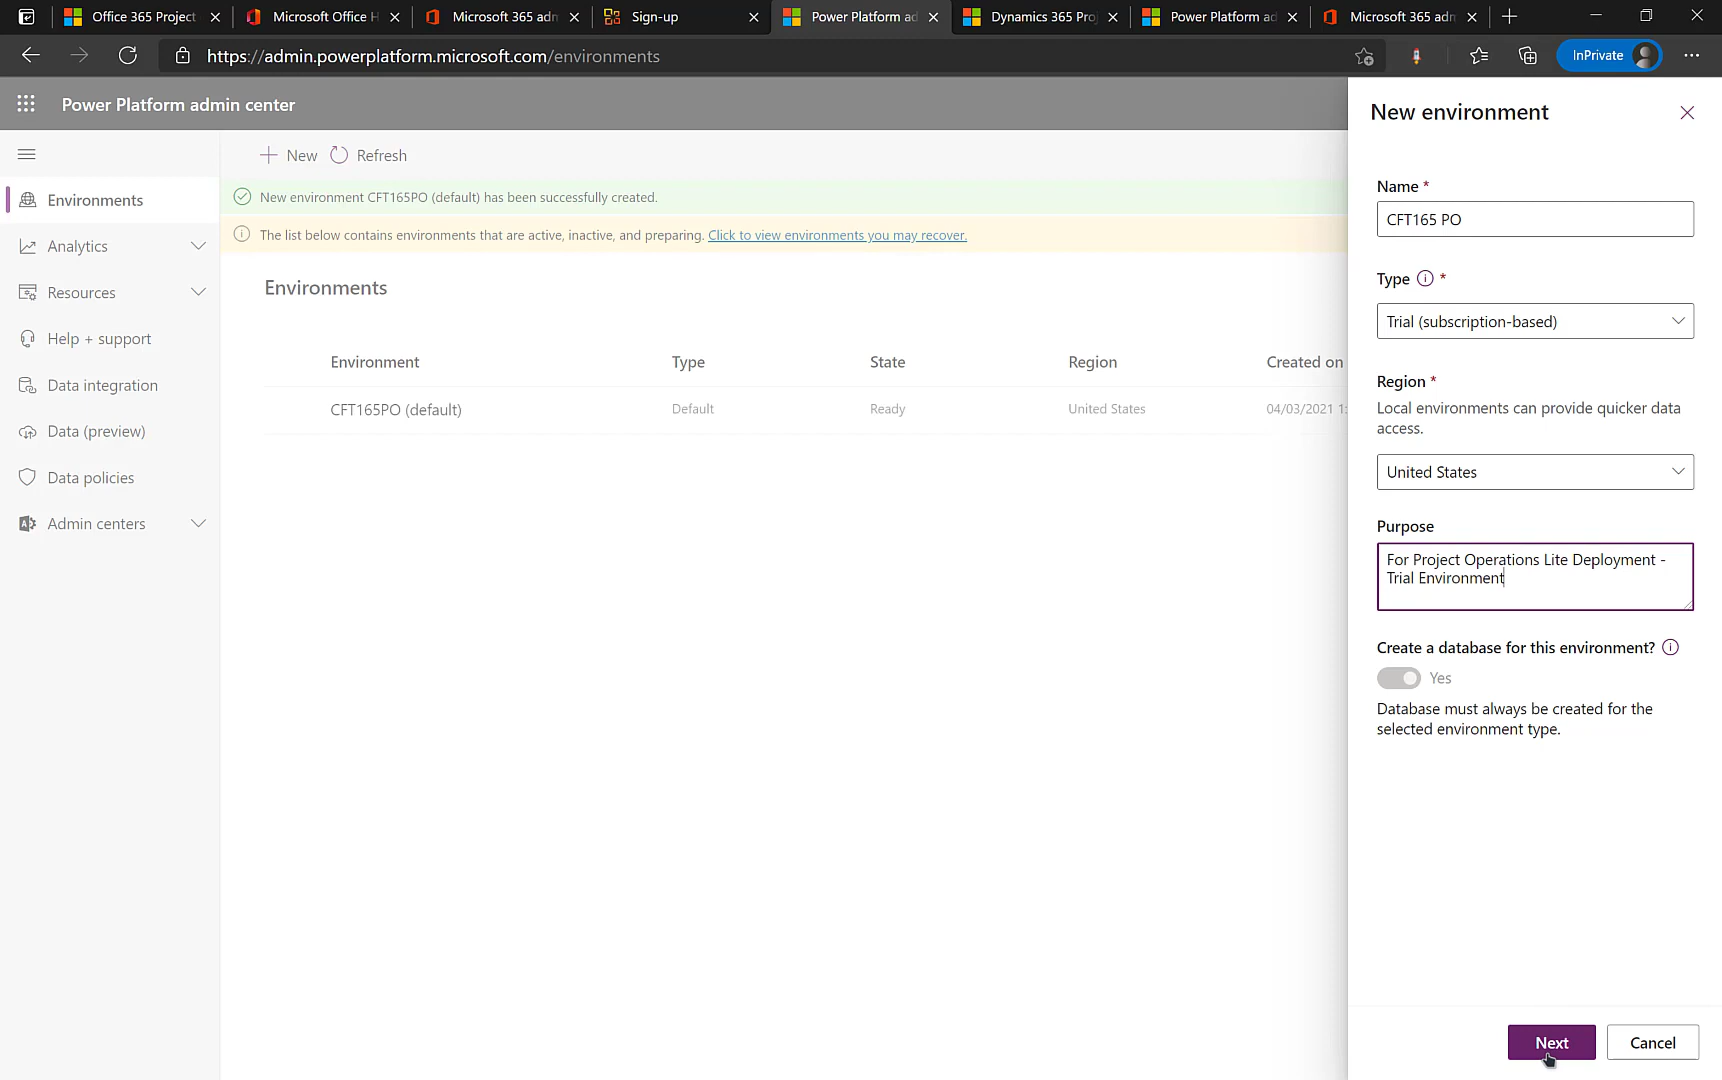 Office 365 Project
Microsoft Office H
Microsoft 365 adm
Sign-up
Power Platform ad
Dynamics 365 Proj
Power Platform ad
Microsoft 365 adm
https://admin.powerplatform.microsoft.com/environments
InPrivate
Power Platform admin center
New Refresh
Environments
Analytics
Resources
Help + support
Data integration
Data (preview)
Data policies
Admin centers
New environment CFT165PO (default) has been successfully created.
The list below contains environments that are active, inactive, and preparing. Click to view environments you may recover.
Environments
Environment Type State Region Created on
CFT165PO (default) Default Ready United States 04/03/2021 1:
New environment
Name *
CFT165 PO
Type *
Trial (subscription-based)
Region *
Local environments can provide quicker data
access.
United States
Purpose
For Project Operations Lite Deployment -
Trial Environment
Create a database for this environment?
Yes
Database must always be created for the
selected environment type.
Next
Cancel